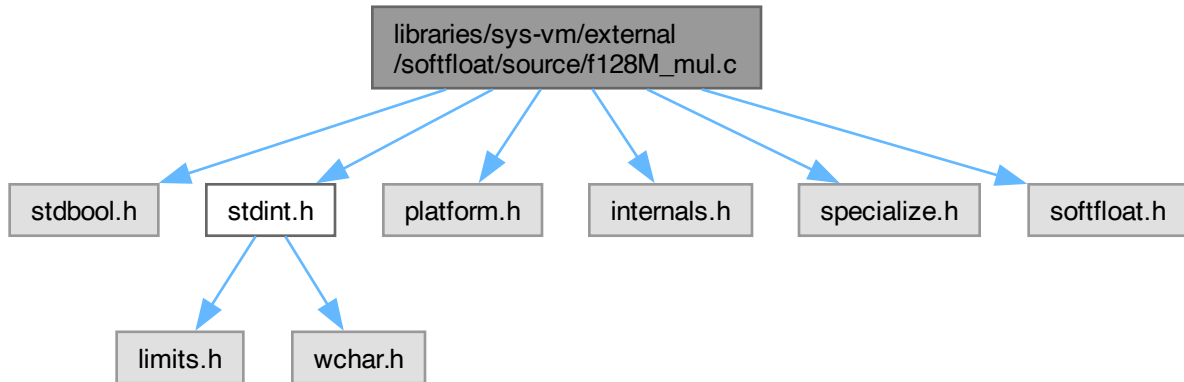 libraries/sys-vm/external
/softfloat/source/f128M_mul.c
stdbool.h
stdint.h
platform.h
internals.h
specialize.h
softfloat.h
limits.h
wchar.h